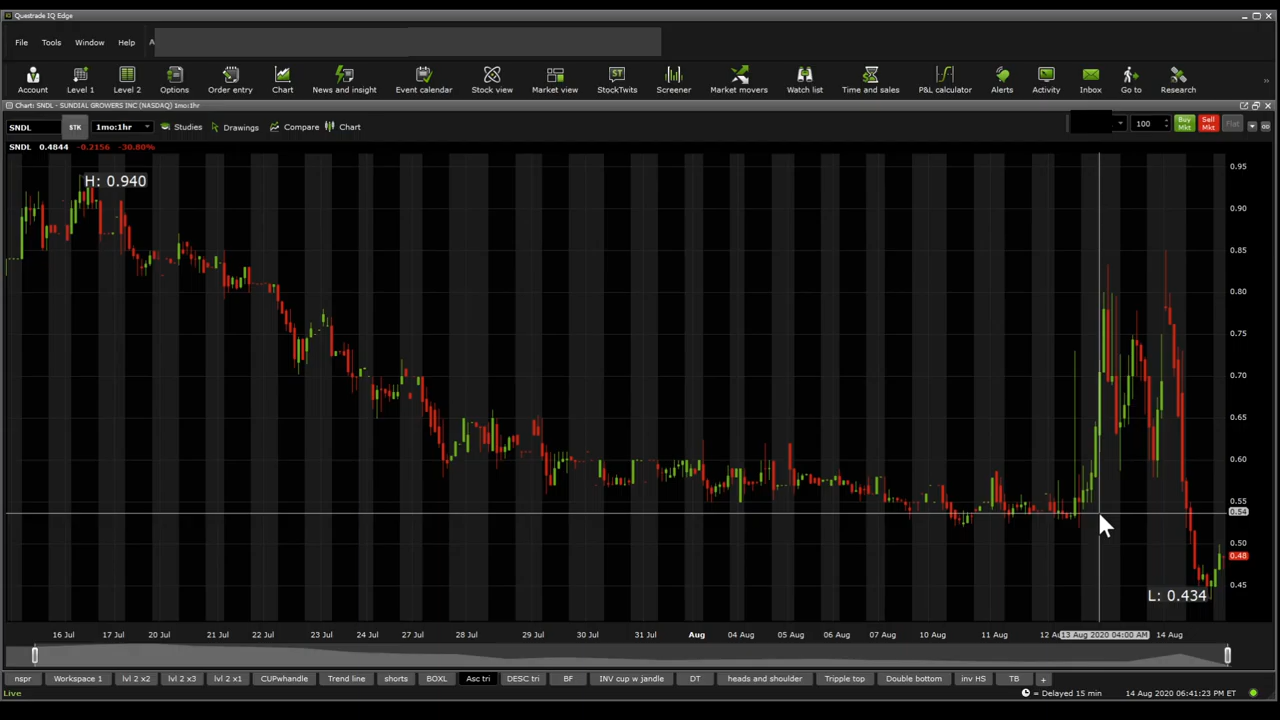 Questrade IQ Edge
File Tools Window Help A
Account Level 1 Level 2 Options Order entry Chart News and insight Event calendar Stock view Market view ST StockTwits Screener Market movers Watch list Time and sales P&L calculator Alerts Activity Inbox Go to Research »
Chart: SNDL - SUNDIAL GROWERS INC (NASDAQ) 1mo:1hr
SNDL STK 1mo:1hr Studies Drawings Compare Chart 100 Buy Mkt Sell Mkt Flat
SNDL 0.4844 -0.2156 -30.80%
H: 0.940
0.95
0.90
0.85
0.80
0.75
0.70
0.65
0.60
0.55
0.54
0.50
0.48
0.45
L: 0.434
16 Jul 17 Jul 20 Jul 21 Jul 22 Jul 23 Jul 24 Jul 27 Jul 28 Jul 29 Jul 30 Jul 31 Jul Aug 04 Aug 05 Aug 06 Aug 07 Aug 10 Aug 11 Aug 12 Au 13 Aug 2020 04:00 AM 14 Aug
nspr Workspace 1 lvl 2 x2 lvl 2 x3 lvl 2 x1 CUPwhandle Trend line shorts BOXL Asc tri DESC tri BF INV cup w jandle DT heads and shoulder Tripple top Double bottom inv HS TB +
Live = Delayed 15 min 14 Aug 2020 06:41:23 PM ET